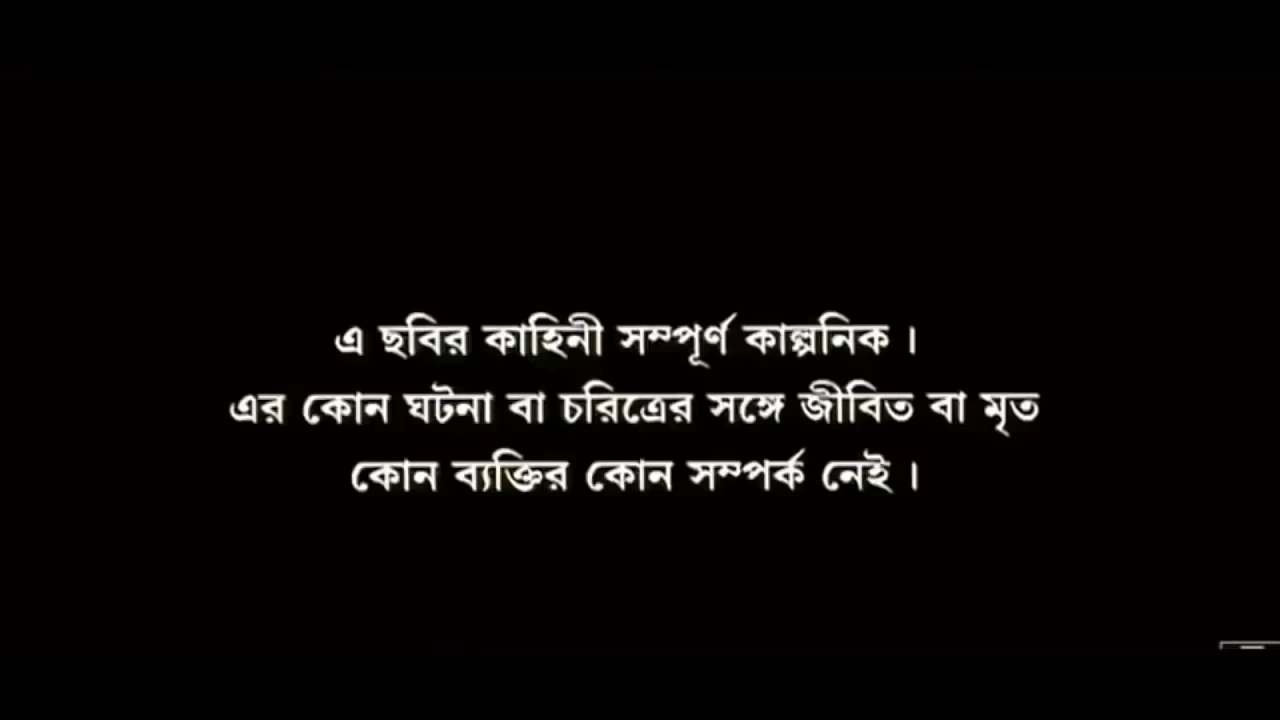 এ ছবির কাহিনী সম্পূর্ণ কাল্পনিক ।
এর কোন ঘটনা বা চরিত্রের সঙ্গে জীবিত বা মৃত
কোন ব্যক্তির কোন সম্পর্ক নেই ।